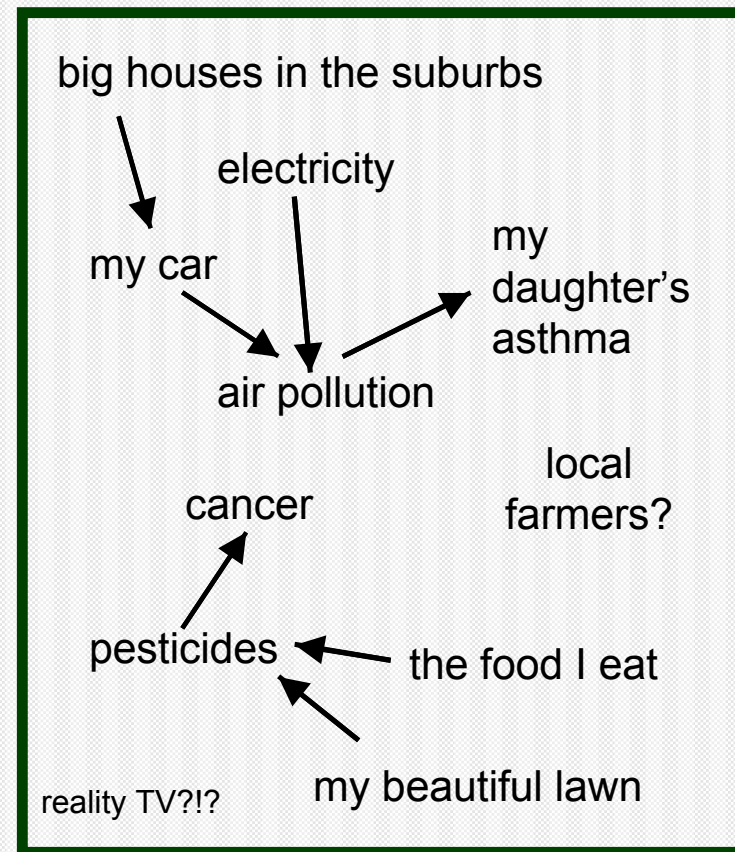 big houses in the suburbs
electricity
my car
my
daughter’s
asthma
air pollution
local
farmers?
cancer
pesticides
the food I eat
my beautiful lawn
reality TV?!?